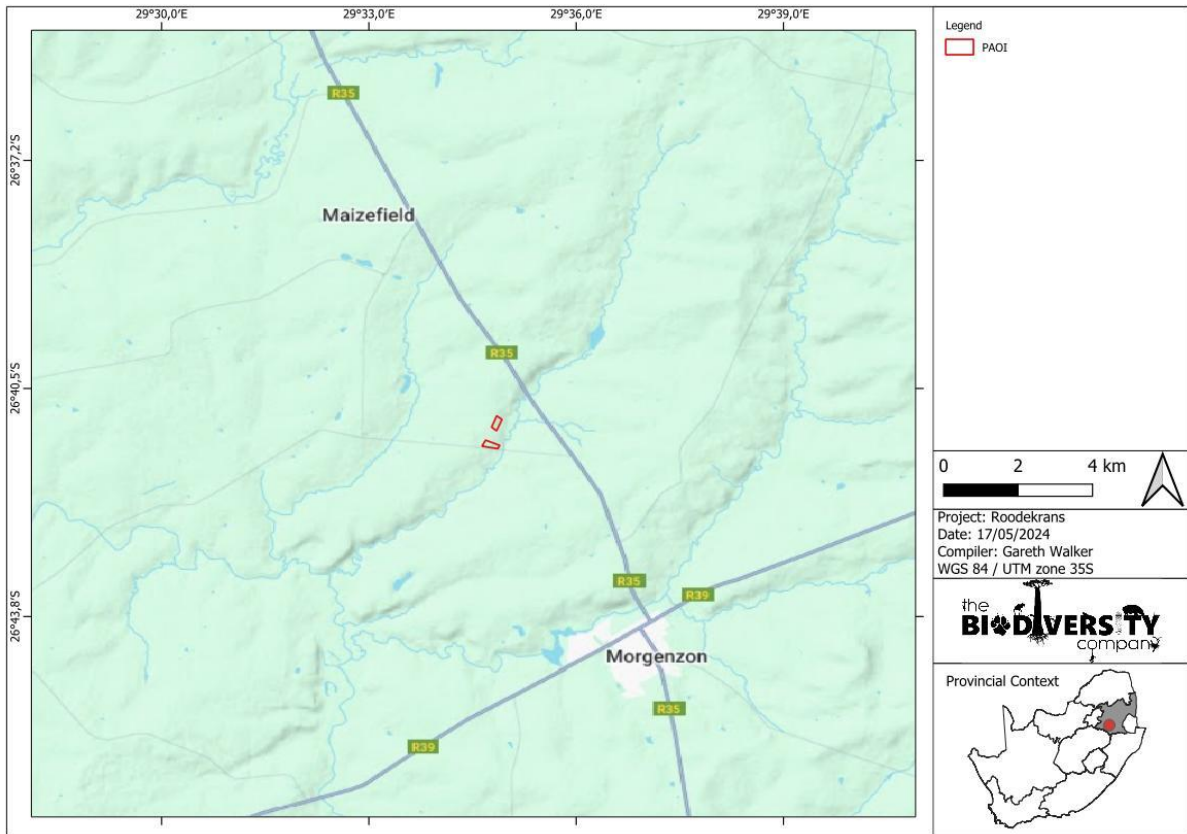 29°30,0'E
29°33,0'E
29°36,0'E
29°39,0'E
26°37,2'S
26°40,5'S
26°43,8'S
R35
Maizefield
R35
R35
R39
Morgenzon
R35
R39
Legend
PAOI
0 2 4 km
Project: Roodekrans
Date: 17/05/2024
Compiler: Gareth Walker
WGS 84 / UTM zone 35S
the
BIODIVERSITY
company
Provincial Context